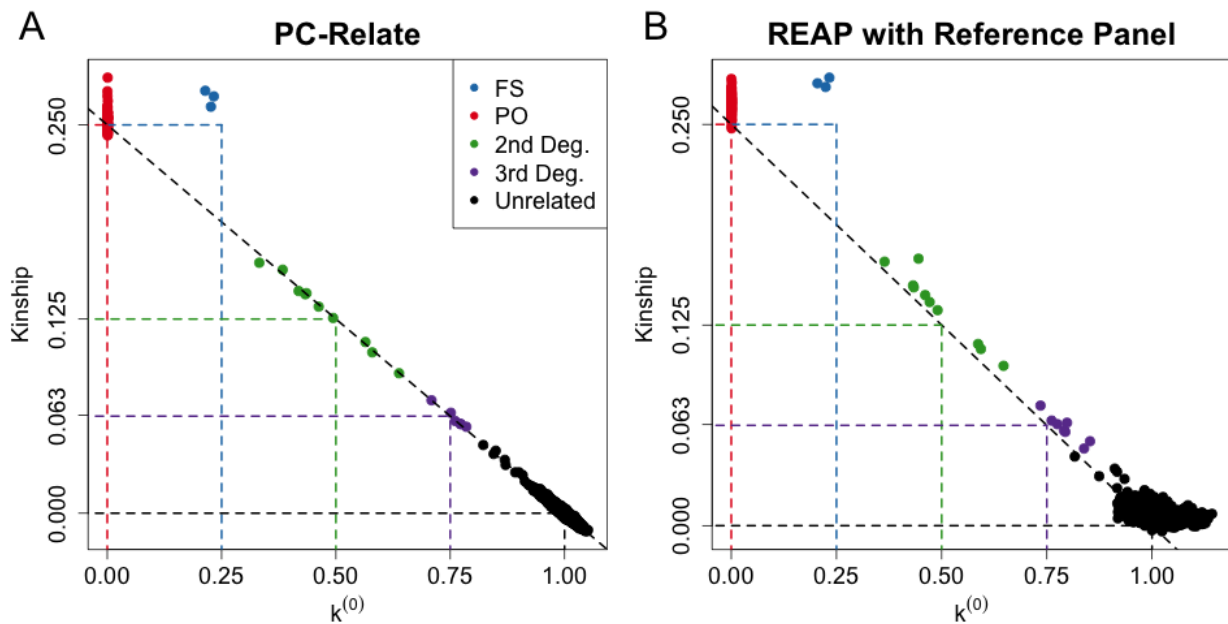 A
PC-Relate
FS
PO
2nd Deg.
3rd Deg.
Unrelated
Kinship
0.250
0.125
0.063
0.000
0.00 0.25 0.50 0.75 1.00
k(0)
B
REAP with Reference Panel
Kinship
0.250
0.125
0.063
0.000
0.00 0.25 0.50 0.75 1.00
k(0)